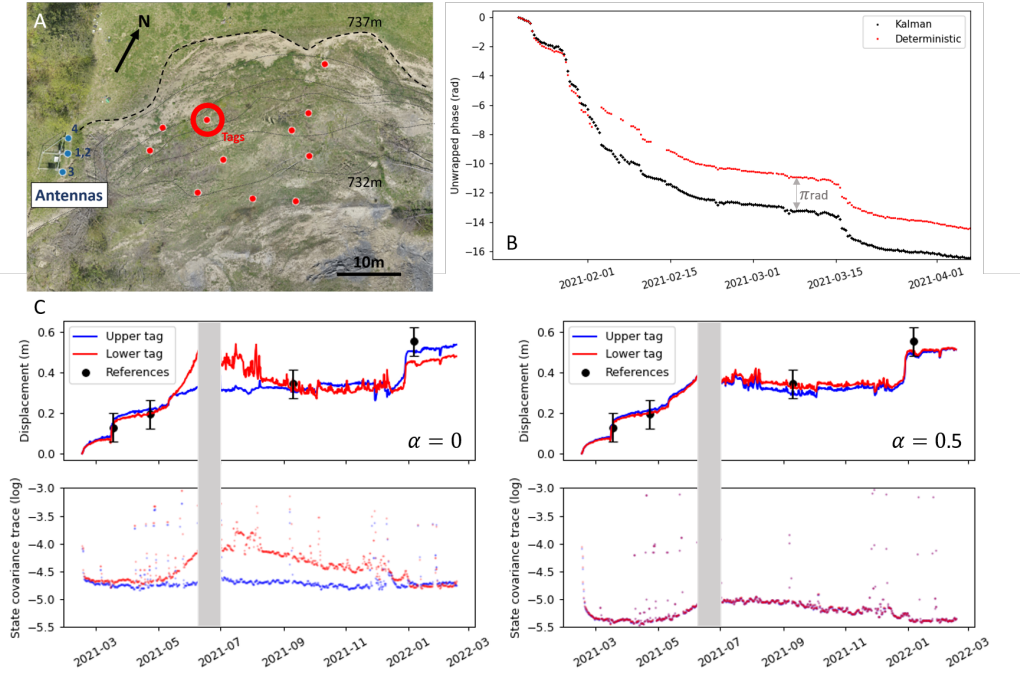 A
N
737m
4
1,2
3
Tags
Antennas
732m
10m
Unwrapped phase (rad)
0
−2
−4
−6
−8
−10
−12
−14
−16
Kalman
Deterministic
π rad
B
2021-02-01
2021-02-15
2021-03-01
2021-03-15
2021-04-01
C
Displacement (m)
0.6
0.4
0.2
0.0
Upper tag
Lower tag
References
α = 0
Displacement (m)
0.6
0.4
0.2
0.0
Upper tag
Lower tag
References
α = 0.5
State covariance trace (log)
−3.0
−3.5
−4.0
−4.5
−5.0
−5.5
2021-03
2021-05
2021-07
2021-09
2021-11
2022-01
2022-03
State covariance trace (log)
−3.0
−3.5
−4.0
−4.5
−5.0
−5.5
2021-03
2021-05
2021-07
2021-09
2021-11
2022-01
2022-03